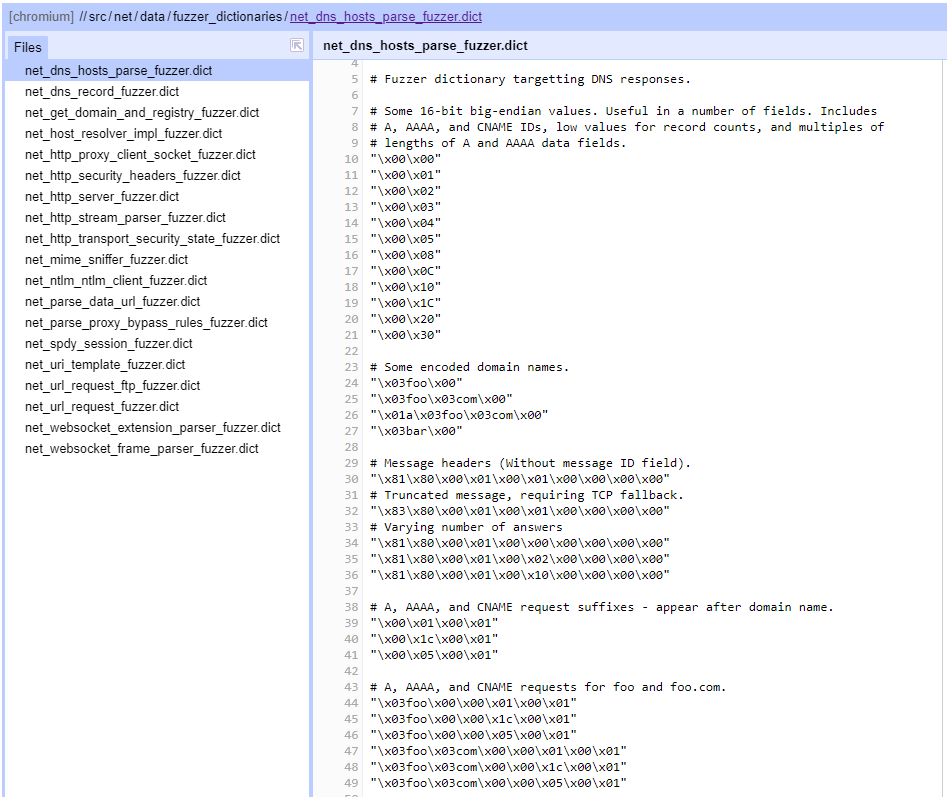 [chromium] //src/net/data/fuzzer_dictionaries/net_dns_hosts_parse_fuzzer.dict
Files
net_dns_hosts_parse_fuzzer.dict
net_dns_record_fuzzer.dict
net_get_domain_and_registry_fuzzer.dict
net_host_resolver_impl_fuzzer.dict
net_http_proxy_client_socket_fuzzer.dict
net_http_security_headers_fuzzer.dict
net_http_server_fuzzer.dict
net_http_stream_parser_fuzzer.dict
net_http_transport_security_state_fuzzer.dict
net_mime_sniffer_fuzzer.dict
net_ntlm_ntlm_client_fuzzer.dict
net_parse_data_url_fuzzer.dict
net_parse_proxy_bypass_rules_fuzzer.dict
net_spdy_session_fuzzer.dict
net_uri_template_fuzzer.dict
net_url_request_ftp_fuzzer.dict
net_url_request_fuzzer.dict
net_websocket_extension_parser_fuzzer.dict
net_websocket_frame_parser_fuzzer.dict
net_dns_hosts_parse_fuzzer.dict
4
5 # Fuzzer dictionary targetting DNS responses.
6
7 # Some 16-bit big-endian values. Useful in a number of fields. Includes
8 # A, AAAA, and CNAME IDs, low values for record counts, and multiples of
9 # lengths of A and AAAA data fields.
10 "\x00\x00"
11 "\x00\x01"
12 "\x00\x02"
13 "\x00\x03"
14 "\x00\x04"
15 "\x00\x05"
16 "\x00\x08"
17 "\x00\x0C"
18 "\x00\x10"
19 "\x00\x1C"
20 "\x00\x20"
21 "\x00\x30"
22
23 # Some encoded domain names.
24 "\x03foo\x00"
25 "\x03foo\x03com\x00"
26 "\x01a\x03foo\x03com\x00"
27 "\x03bar\x00"
28
29 # Message headers (Without message ID field).
30 "\x81\x80\x00\x01\x00\x01\x00\x00\x00\x00"
31 # Truncated message, requiring TCP fallback.
32 "\x83\x80\x00\x01\x00\x01\x00\x00\x00\x00"
33 # Varying number of answers
34 "\x81\x80\x00\x01\x00\x00\x00\x00\x00\x00"
35 "\x81\x80\x00\x01\x00\x02\x00\x00\x00\x00"
36 "\x81\x80\x00\x01\x00\x10\x00\x00\x00\x00"
37
38 # A, AAAA, and CNAME request suffixes - appear after domain name.
39 "\x00\x01\x00\x01"
40 "\x00\x1c\x00\x01"
41 "\x00\x05\x00\x01"
42
43 # A, AAAA, and CNAME requests for foo and foo.com.
44 "\x03foo\x00\x00\x01\x00\x01"
45 "\x03foo\x00\x00\x1c\x00\x01"
46 "\x03foo\x00\x00\x05\x00\x01"
47 "\x03foo\x03com\x00\x00\x01\x00\x01"
48 "\x03foo\x03com\x00\x00\x1c\x00\x01"
49 "\x03foo\x03com\x00\x00\x05\x00\x01"